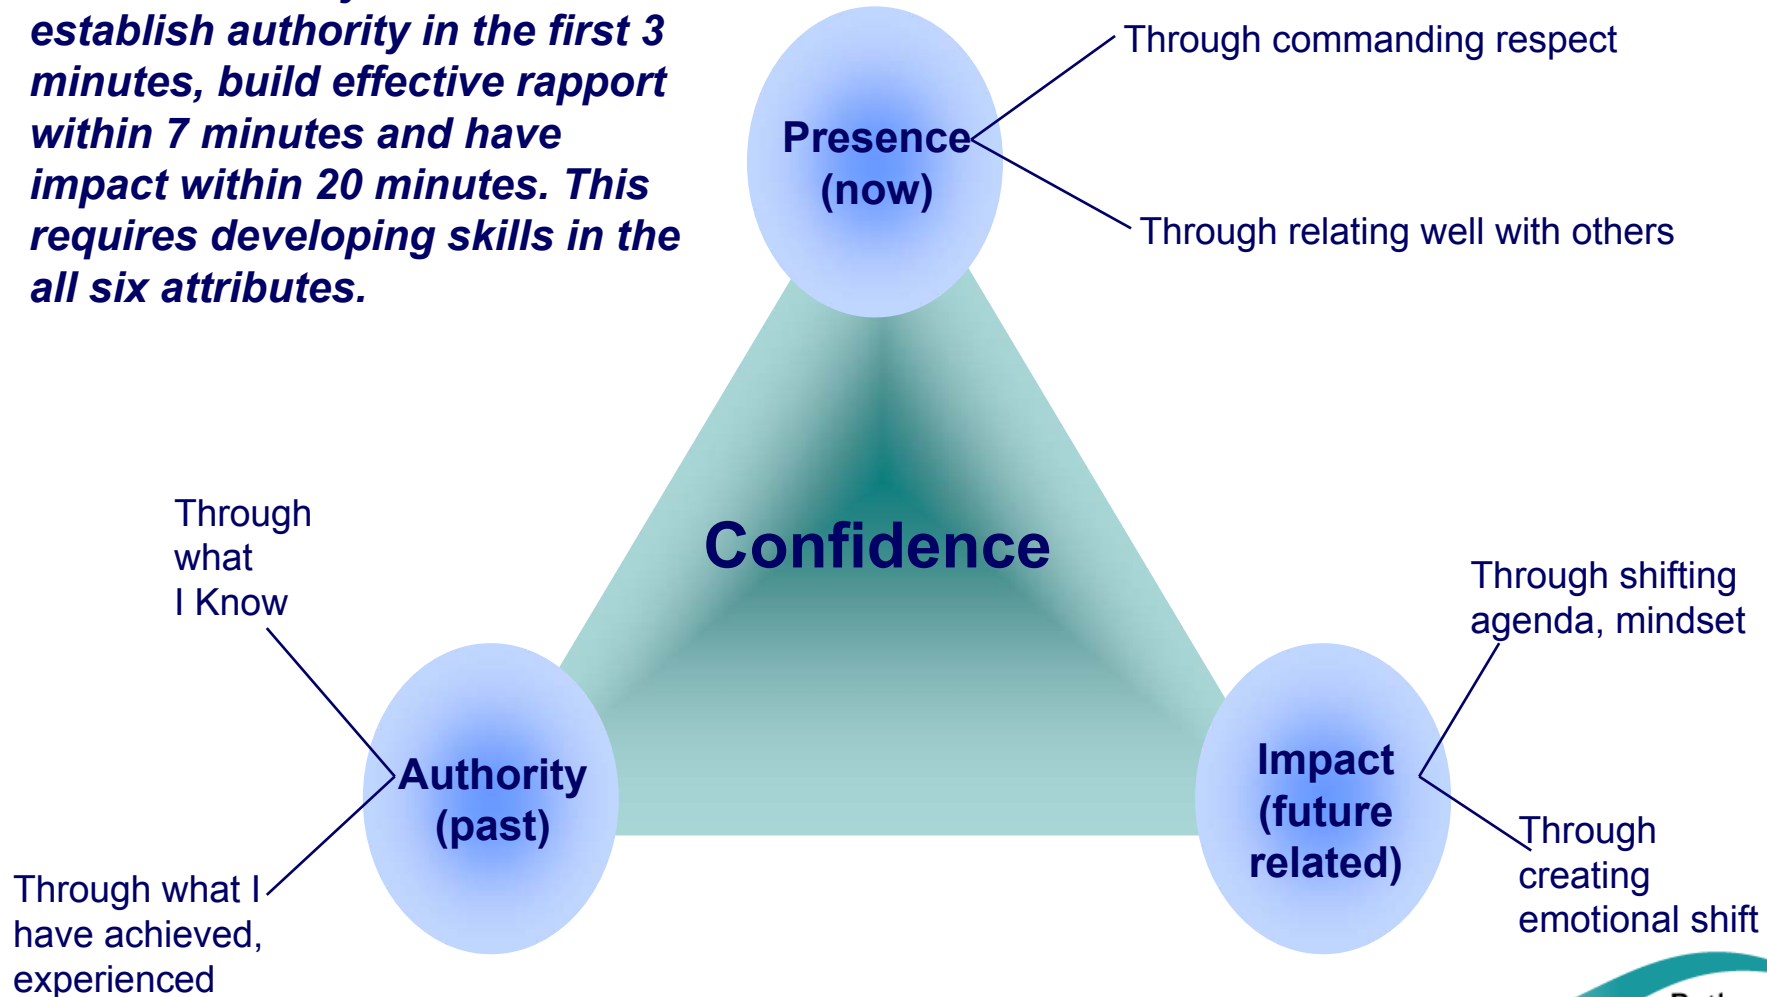 establish authority in the first 3
minutes, build effective rapport
within 7 minutes and have
impact within 20 minutes. This
requires developing skills in the
all six attributes.
Through commanding respect
Presence
(now)
Through relating well with others
Confidence
Through
what
I Know
Authority
(past)
Through what I
have achieved,
experienced
Through shifting
agenda, mindset
Impact
(future
related)
Through
creating
emotional shift